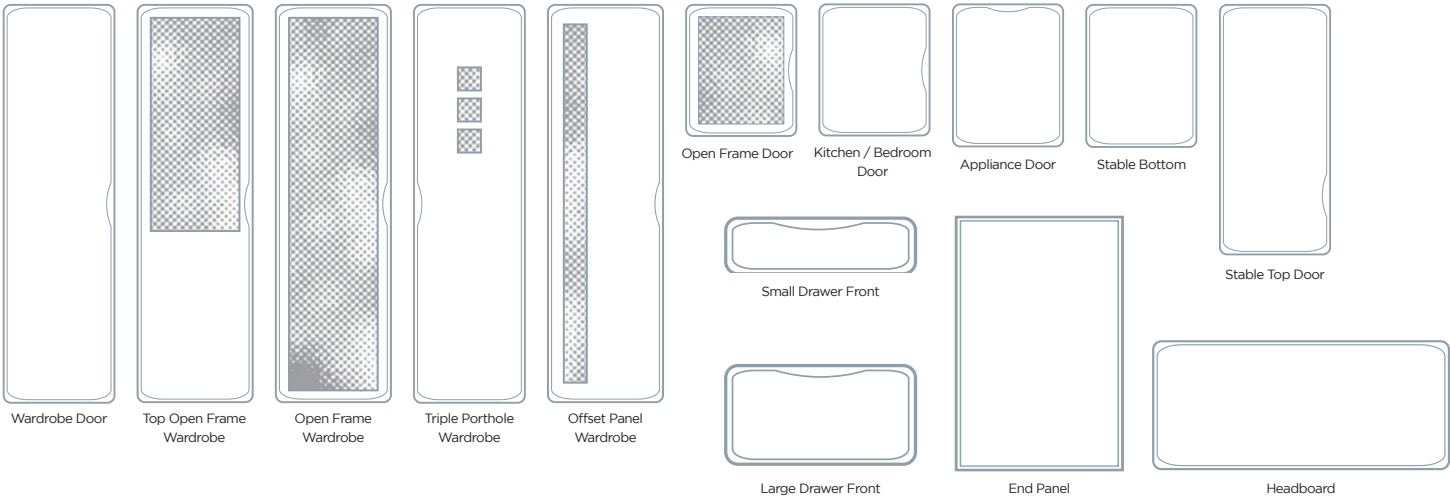 Open Frame Door
Kitchen / Bedroom
Door
Appliance Door
Stable Bottom
Stable Top Door
Small Drawer Front
Wardrobe Door
Top Open Frame
Wardrobe
Open Frame
Wardrobe
Triple Porthole
Wardrobe
Offset Panel
Wardrobe
Large Drawer Front
End Panel
Headboard